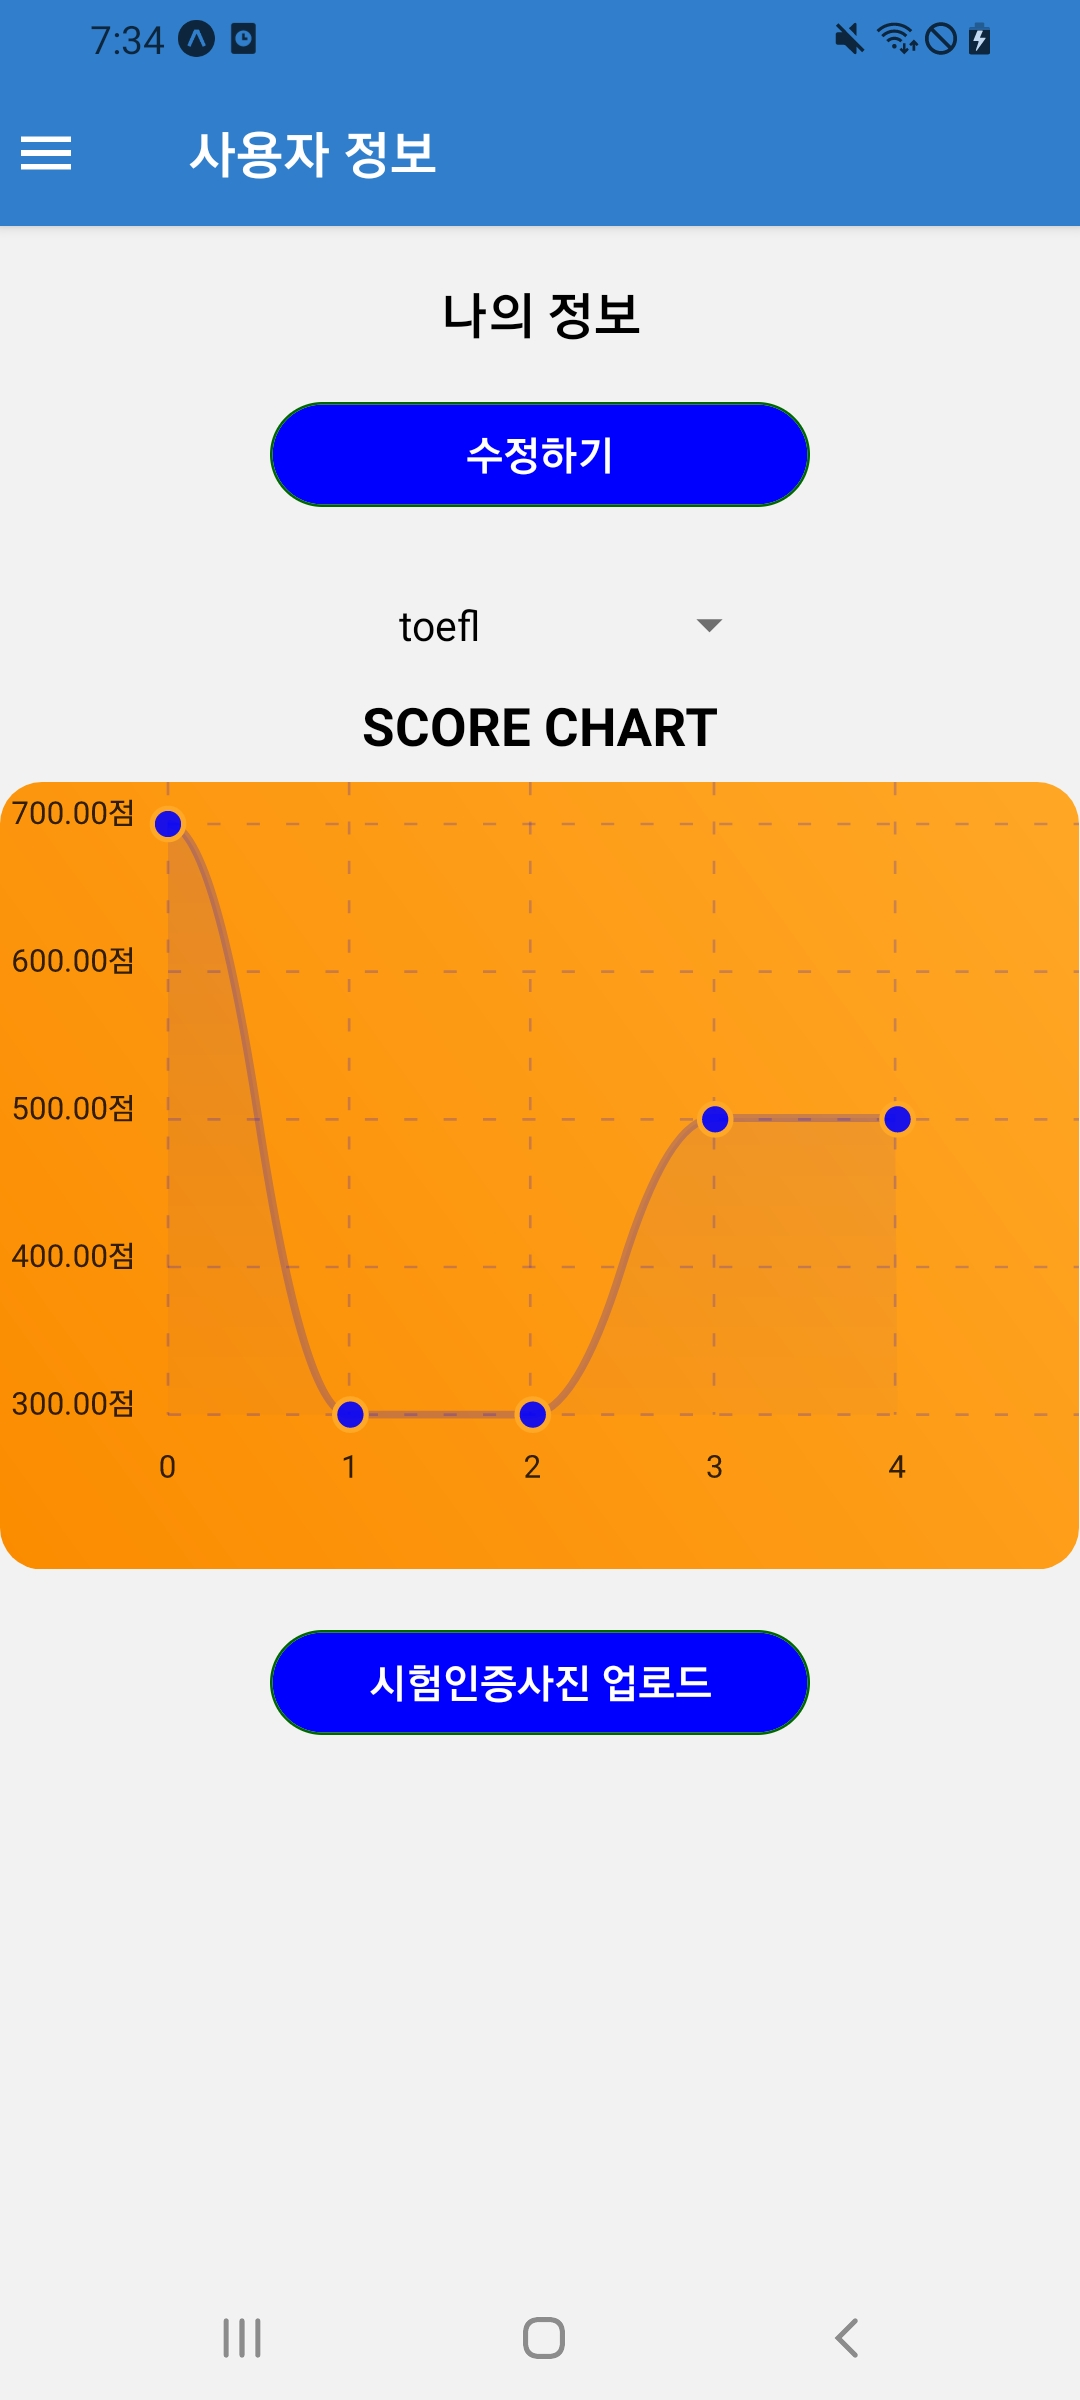 7:34
사용자 정보
나의 정보
수정하기
toefl
SCORE CHART
700.00점
600.00점
500.00점
400.00점
300.00점
0 1 2 3 4
시험인증사진 업로드